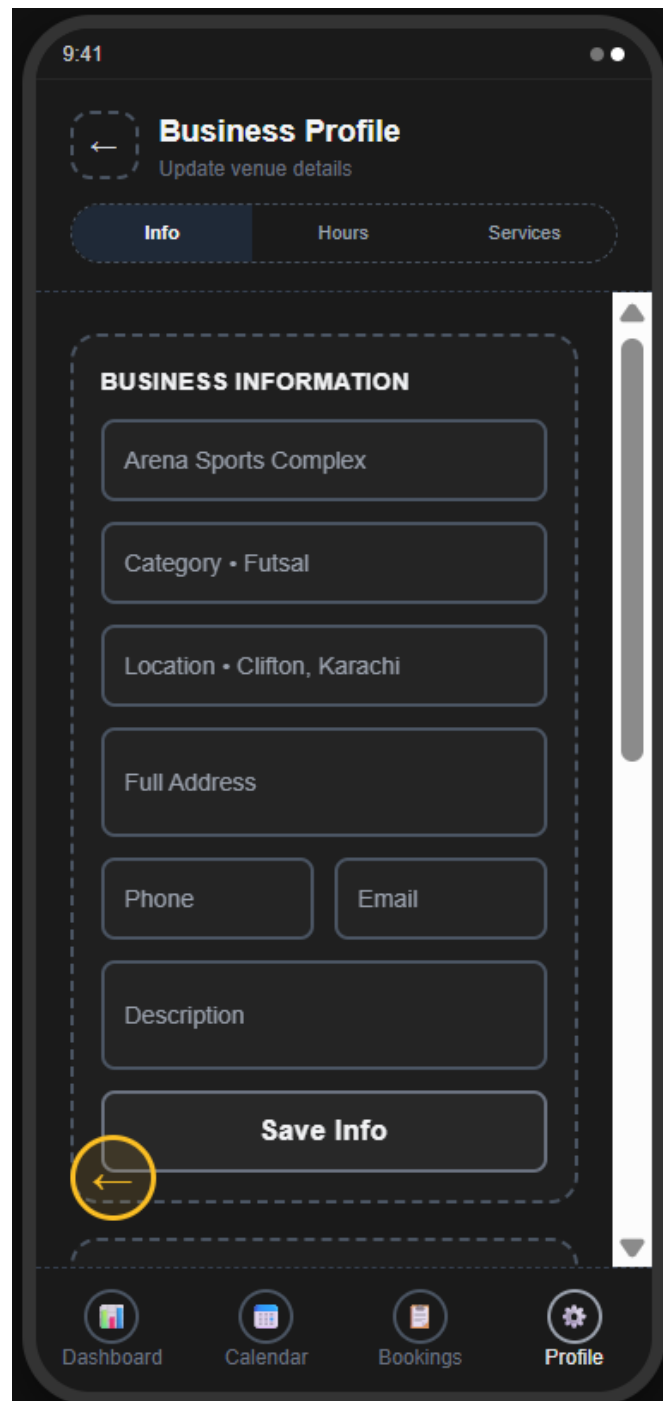 9:41
←
Business Profile
Update venue details
Info Hours Services
BUSINESS INFORMATION
Arena Sports Complex
Category • Futsal
Location • Clifton, Karachi
Full Address
Phone Email
Description
Save Info
←
Dashboard Calendar Bookings Profile